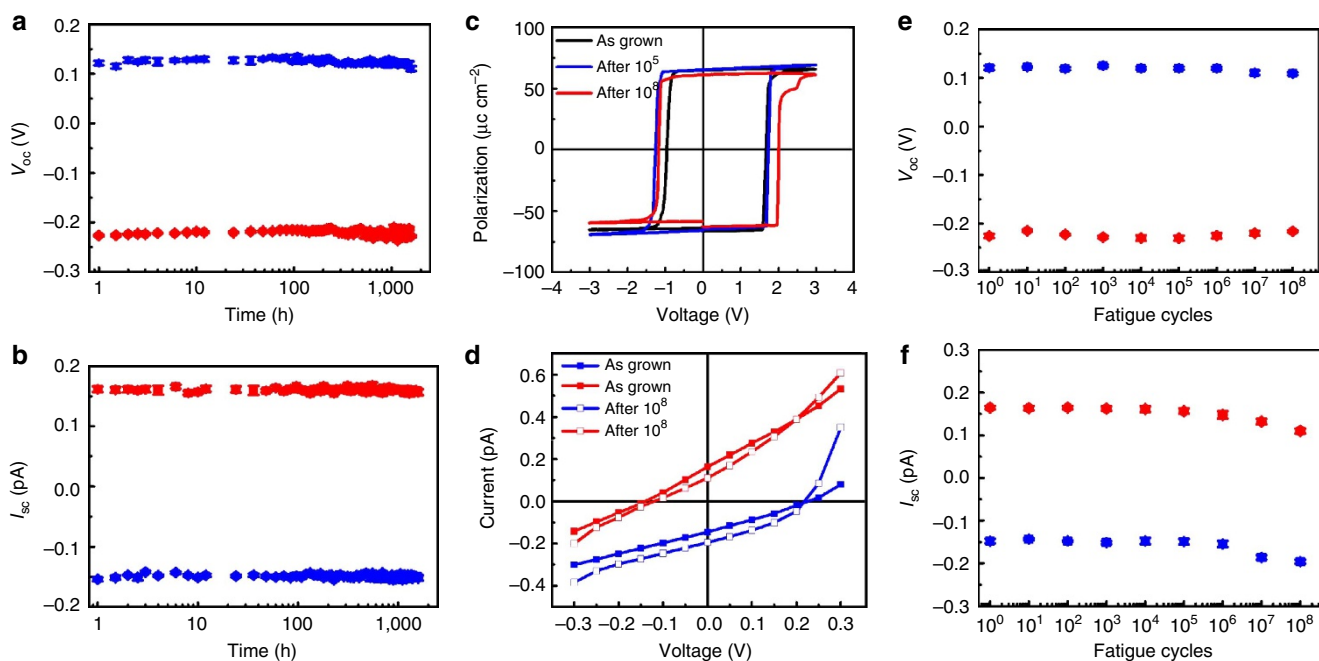 a
0.2
0.1
0.0
−0.1
−0.2
−0.3
V_oc (V)
1
10
100
1,000
Time (h)
b
0.2
0.1
0.0
−0.1
−0.2
I_sc (pA)
1
10
100
1,000
Time (h)
c
100
75
50
25
0
−50
−100
Polarization (μc cm⁻²)
As grown
After 10⁵
After 10⁸
−4
−3
−2
−1
0
1
2
3
4
Voltage (V)
d
0.6
0.4
0.2
0.0
−0.2
−0.4
Current (pA)
As grown
As grown
After 10⁸
After 10⁸
−0.3
−0.2
−0.1
0.0
0.1
0.2
0.3
Voltage (V)
e
0.2
0.1
0.0
−0.1
−0.2
−0.3
V_oc (V)
10⁰ 10¹ 10² 10³ 10⁴ 10⁵ 10⁶ 10⁷ 10⁸
Fatigue cycles
f
0.3
0.2
0.1
0.0
−0.1
−0.2
−0.3
I_sc (pA)
10⁰ 10¹ 10² 10³ 10⁴ 10⁵ 10⁶ 10⁷ 10⁸
Fatigue cycles